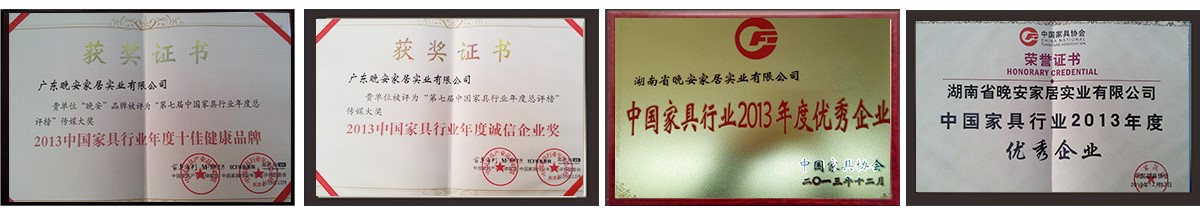 获奖证书
广东晚安家居实业有限公司
贵单位“晚安”品牌被评为“第七届中国家具行业年度总
评榜”传媒大奖
2013中国家具行业年度十佳健康品牌
获奖证书
广东晚安家居实业有限公司
贵单位被评为“第七届中国家具行业年度总评榜”
传媒大奖
2013中国家具行业年度诚信企业奖
湖南省晚安家居实业有限公司
中国家具行业2013年度优秀企业
中国家具协会
二〇一三年十二月
中国家具协会
CHINA NATIONAL
FURNITURE ASSOCIATION
荣誉证书
HONORARY CREDENTIAL
湖南省晚安家居实业有限公司
中国家具行业2013年度
优秀企业